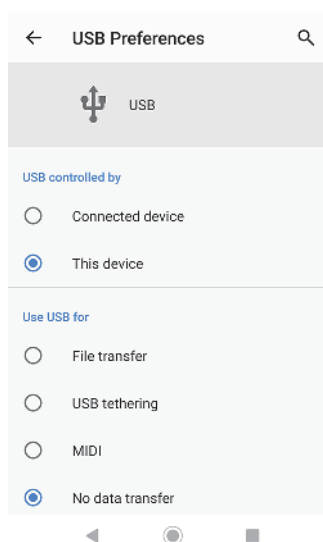 USB Preferences
USB
USB controlled by
Connected device
This device
Use USB for
File transfer
USB tethering
MIDI
No data transfer